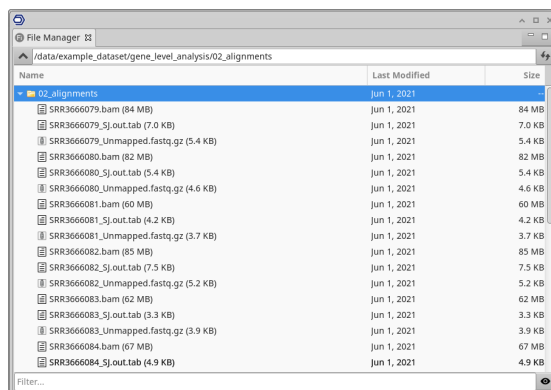 File Manager
/data/example_dataset/gene_level_analysis/02_alignments
Name Last Modified Size
02_alignments Jun 1, 2021 --
SRR3666079.bam (84 MB) Jun 1, 2021 84 MB
SRR3666079_SJ.out.tab (7.0 KB) Jun 1, 2021 7.0 KB
SRR3666079_Unmapped.fastq.gz (5.4 KB) Jun 1, 2021 5.4 KB
SRR3666080.bam (82 MB) Jun 1, 2021 82 MB
SRR3666080_SJ.out.tab (5.4 KB) Jun 1, 2021 5.4 KB
SRR3666080_Unmapped.fastq.gz (4.6 KB) Jun 1, 2021 4.6 KB
SRR3666081.bam (60 MB) Jun 1, 2021 60 MB
SRR3666081_SJ.out.tab (4.2 KB) Jun 1, 2021 4.2 KB
SRR3666081_Unmapped.fastq.gz (3.7 KB) Jun 1, 2021 3.7 KB
SRR3666082.bam (85 MB) Jun 1, 2021 85 MB
SRR3666082_SJ.out.tab (7.5 KB) Jun 1, 2021 7.5 KB
SRR3666082_Unmapped.fastq.gz (5.2 KB) Jun 1, 2021 5.2 KB
SRR3666083.bam (62 MB) Jun 1, 2021 62 MB
SRR3666083_SJ.out.tab (3.3 KB) Jun 1, 2021 3.3 KB
SRR3666083_Unmapped.fastq.gz (3.9 KB) Jun 1, 2021 3.9 KB
SRR3666084.bam (67 MB) Jun 1, 2021 67 MB
SRR3666084_SJ.out.tab (4.9 KB) Jun 1, 2021 4.9 KB
Filter...